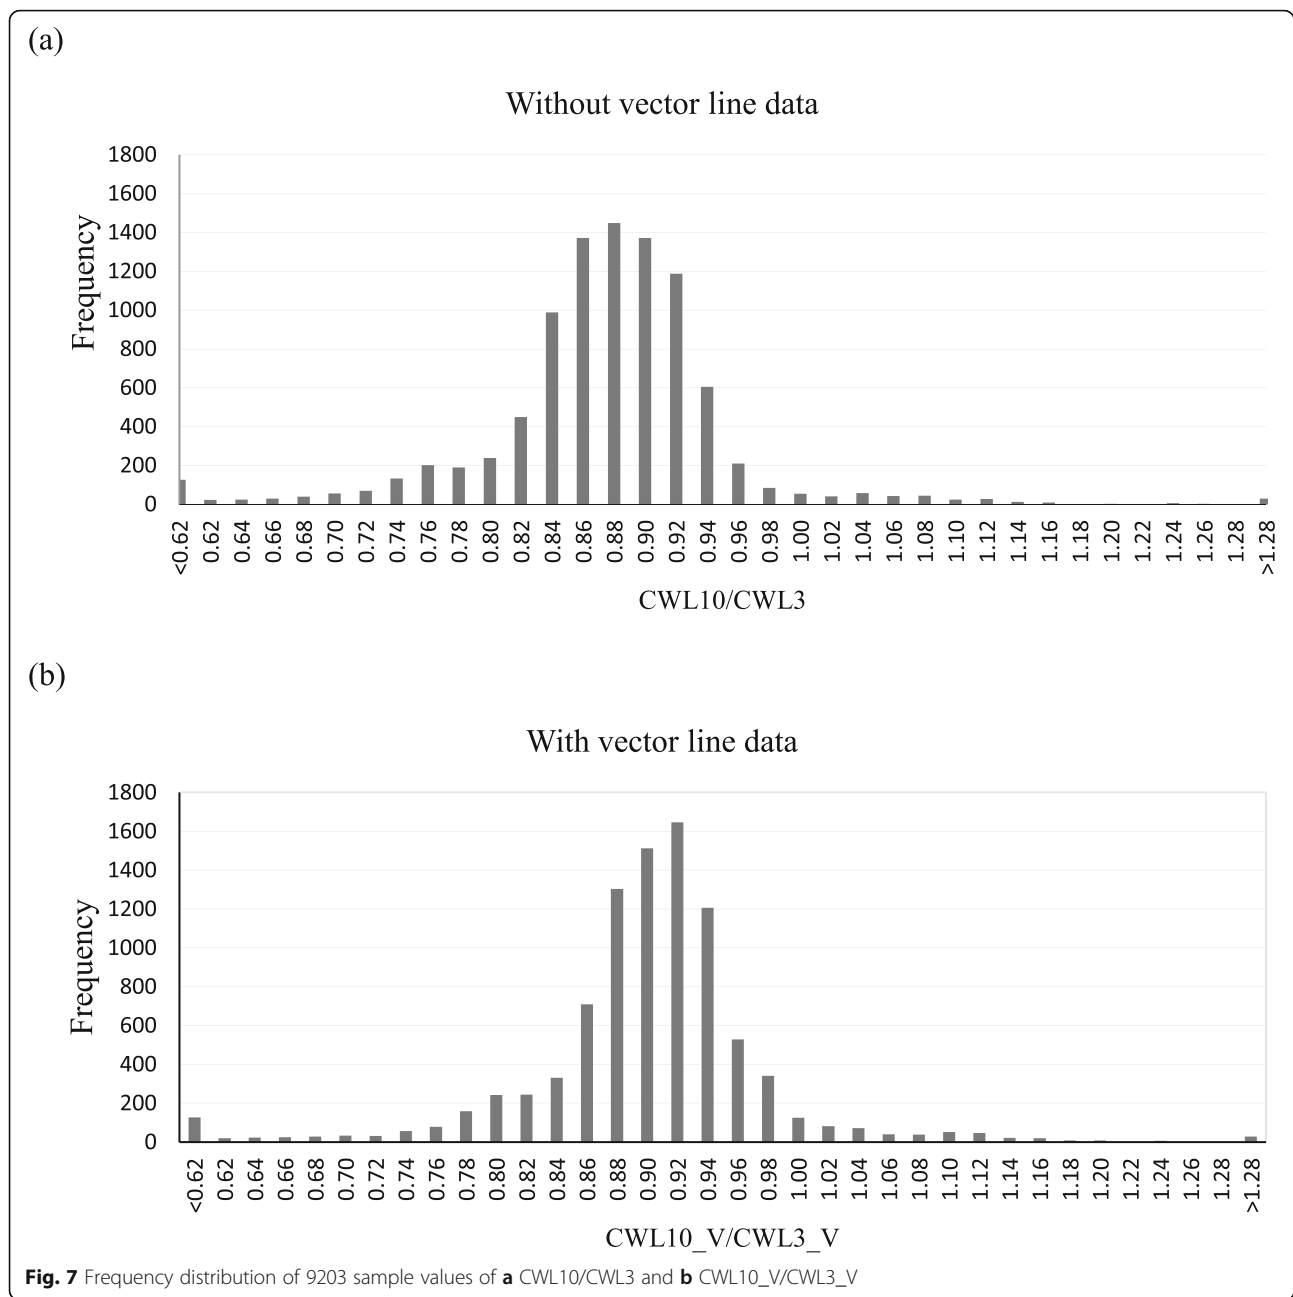 (a)
Without vector line data
1800
1600
1400
1200
1000
800
600
400
200
0
Frequency
<0.62 0.62 0.64 0.66 0.68 0.70 0.72 0.74 0.76 0.78 0.80 0.82 0.84 0.86 0.88 0.90 0.92 0.94 0.96 0.98 1.00 1.02 1.04 1.06 1.08 1.10 1.12 1.14 1.16 1.18 1.20 1.22 1.24 1.26 1.28 >1.28
CWL10/CWL3
(b)
With vector line data
1800
1600
1400
1200
1000
800
600
400
200
0
Frequency
<0.62 0.62 0.64 0.66 0.68 0.70 0.72 0.74 0.76 0.78 0.80 0.82 0.84 0.86 0.88 0.90 0.92 0.94 0.96 0.98 1.00 1.02 1.04 1.06 1.08 1.10 1.12 1.14 1.16 1.18 1.20 1.22 1.24 1.26 1.28 >1.28
CWL10_V/CWL3_V
Fig. 7 Frequency distribution of 9203 sample values of a CWL10/CWL3 and b CWL10_V/CWL3_V